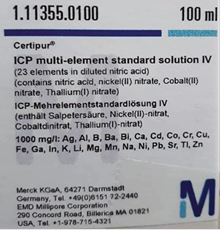 1.11355.0100
100 ml
Certipur®
ICP multi-element standard solution IV
(23 elements in diluted nitric acid)
(contains nitric acid, nickel(II) nitrate, Cobalt(II)
nitrate, Thallium(I) nitrate)
ICP-Mehrelementstandardlösung IV
(enthält Salpetersäure, Nickel(II)-nitrat,
Cobaltdinitrat, Thallium(I)-nitrat)
1000 mg/l: Ag, Al, B, Ba, Bi, Ca, Cd, Co, Cr, Cu,
Fe, Ga, In, K, Li, Mg, Mn, Na, Ni, Pb, Sr, Tl, Zn
Merck KGaA, 64271 Darmstadt
Germany, Tel. +49(0)6151 72-2440
EMD Millipore Corporation
290 Concord Road, Billerica MA 01821
USA, Tel. +1-978-715-4321
M